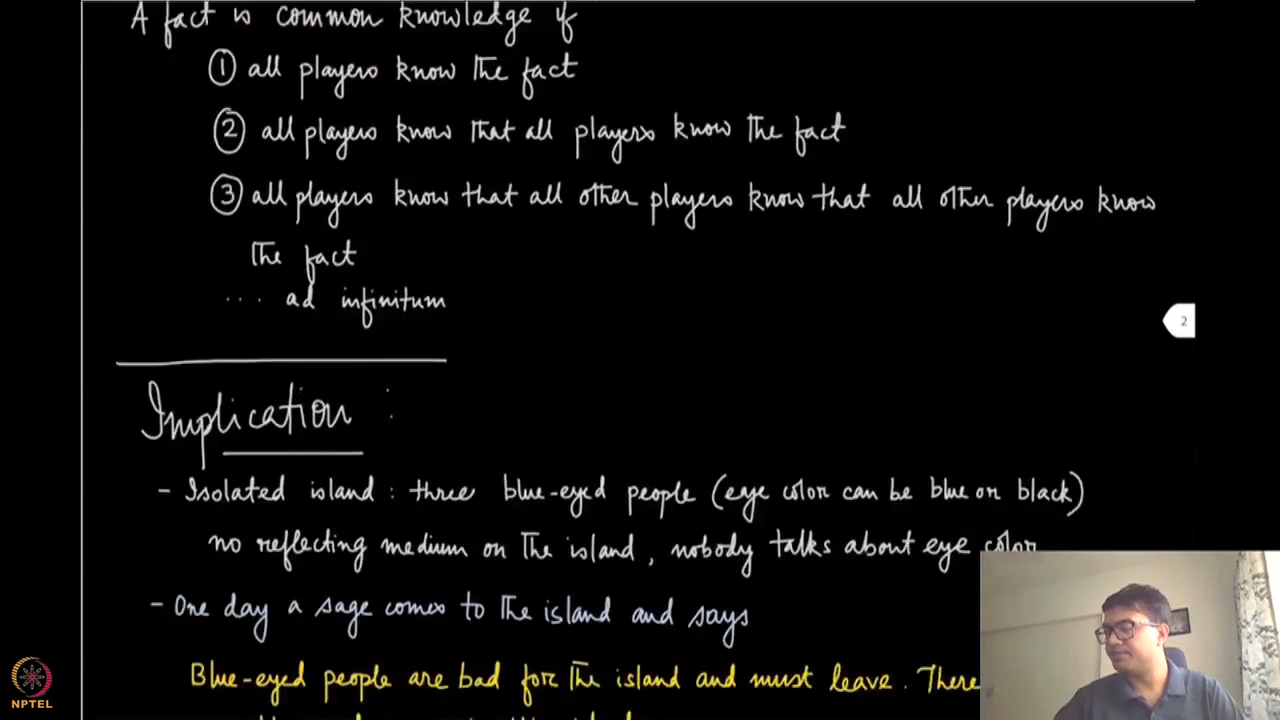 A fact is common knowledge if
① all players know the fact
② all players know that all players know the fact
③ all players know that all other players know that all other players know
the fact
.... ad infinitum
2
Implication :
- Isolated island : three blue-eyed people (eye color can be blue or black)
no reflecting medium on the island, nobody talks about eye color
- One day a sage comes to the island and says
Blue-eyed people are bad for the island and must leave. There
NPTEL